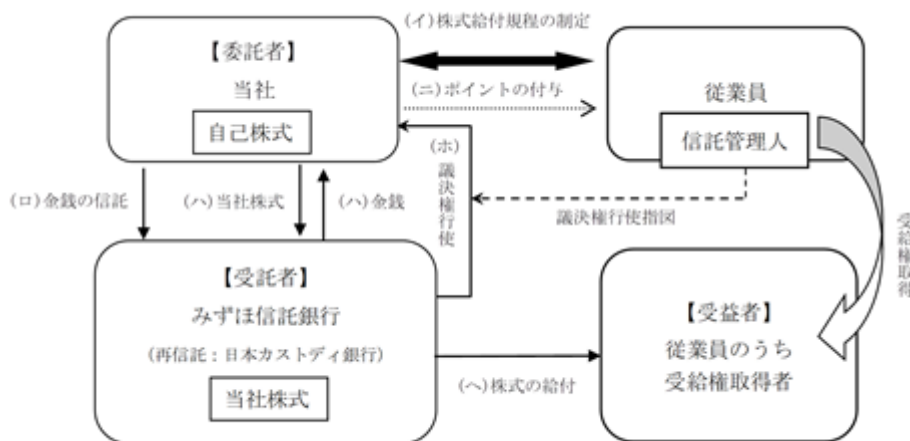 (イ)株式給付規程の制定
【委託者】
当社
自己株式
(ニ)ポイントの付与
従業員
信託管理人
(ホ)議決権行使
(ロ)金銭の信託
(ハ)当社株式
(ハ)金銭
議決権行使指図
受給権取得
【受託者】
みずほ信託銀行
(再信託:日本カストディ銀行)
当社株式
(ヘ)株式の給付
【受益者】
従業員のうち
受給権取得者